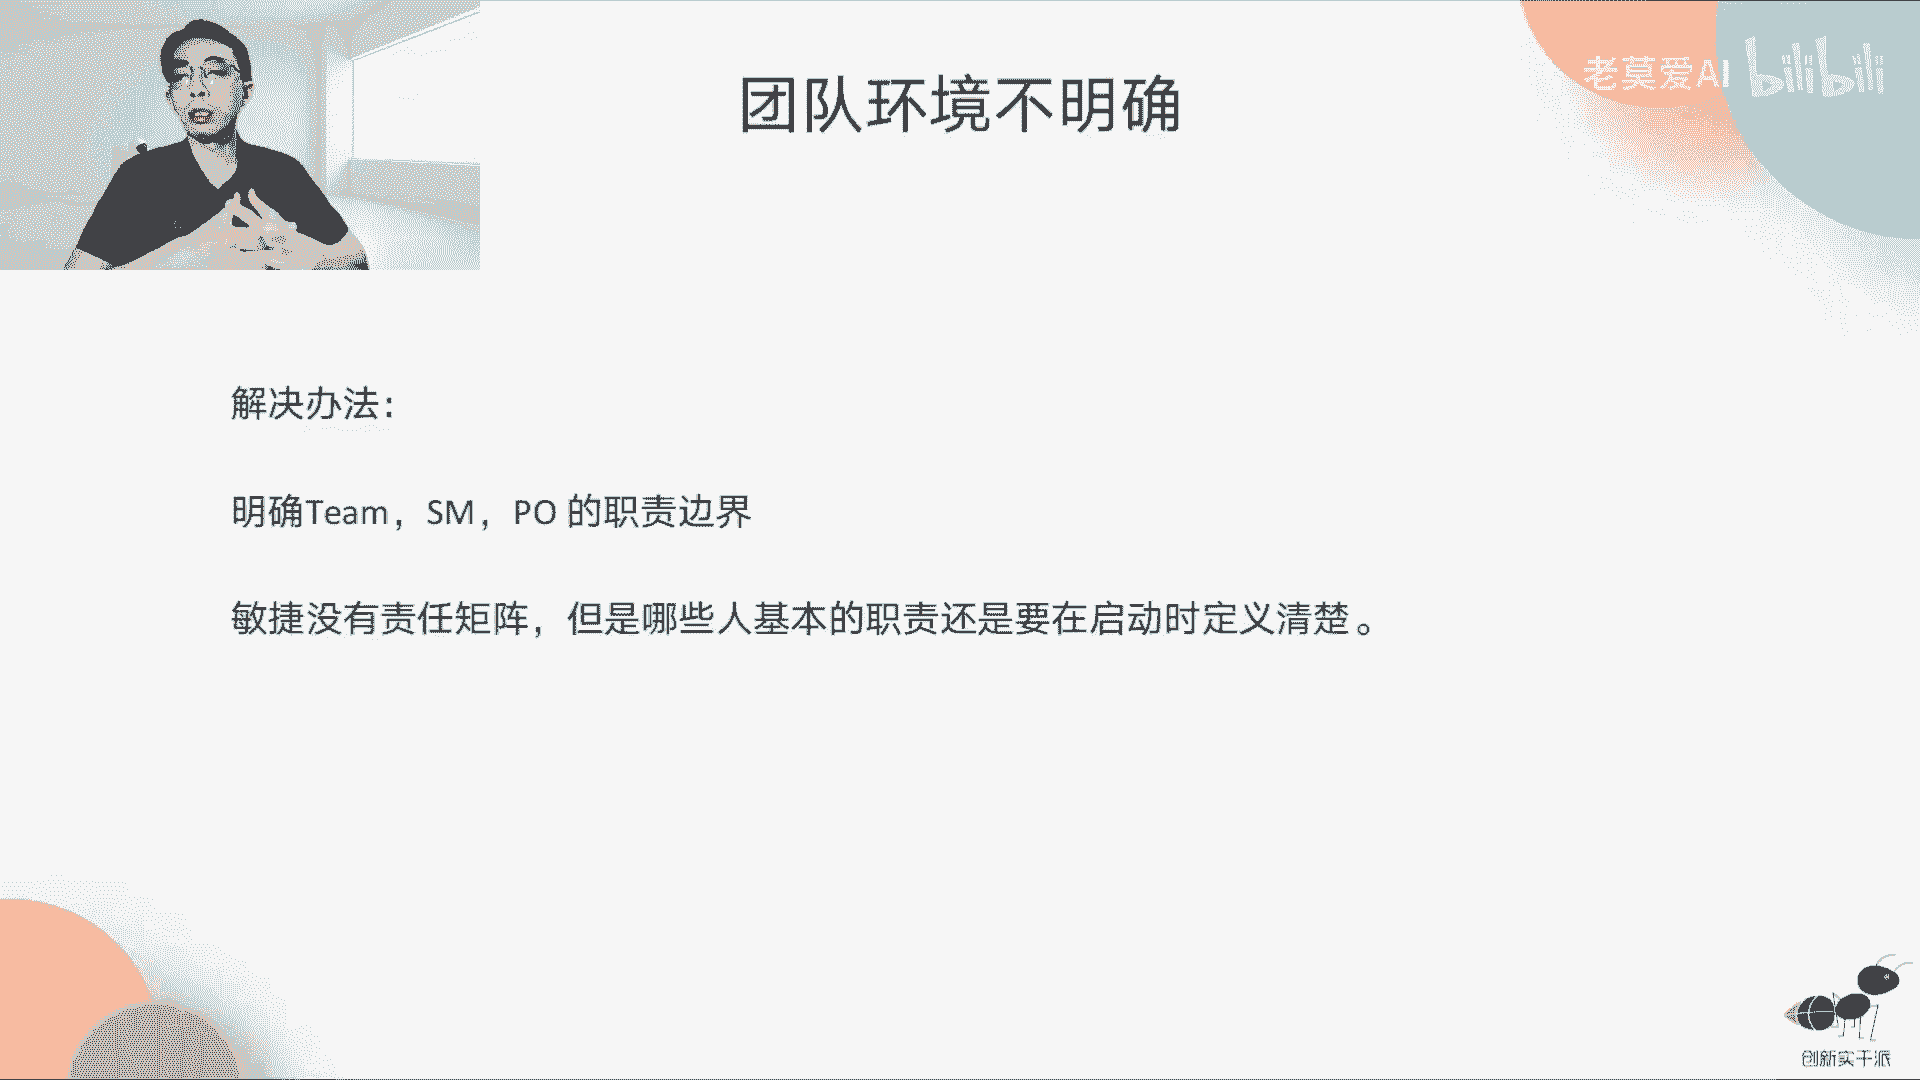 团队环境不明确
老莫爱AI bilibili
解决办法：
明确Team，SM，PO 的职责边界
敏捷没有责任矩阵，但是哪些人基本的职责还是要在启动时定义清楚。
创新实干派